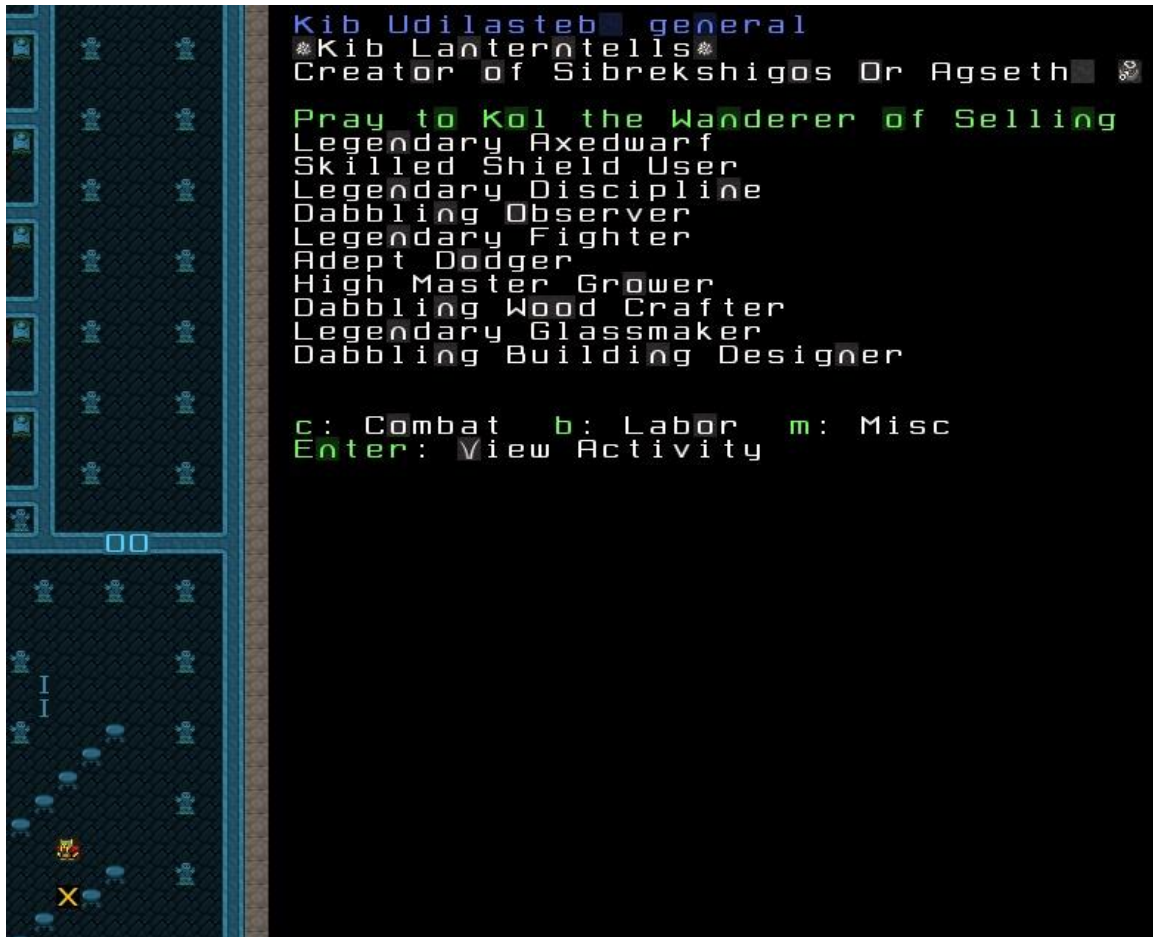 Kib Udilasteb general
*Kib Lanterntells*
Creator of Sibrekshigos Or Agseth
Pray to Kol the Wanderer of Selling
Legendary Axedwarf
Skilled Shield User
Legendary Discipline
Dabbling Observer
Legendary Fighter
Adept Dodger
High Master Grower
Dabbling Wood Crafter
Legendary Glassmaker
Dabbling Building Designer
c: Combat b: Labor m: Misc
Enter: View Activity
X